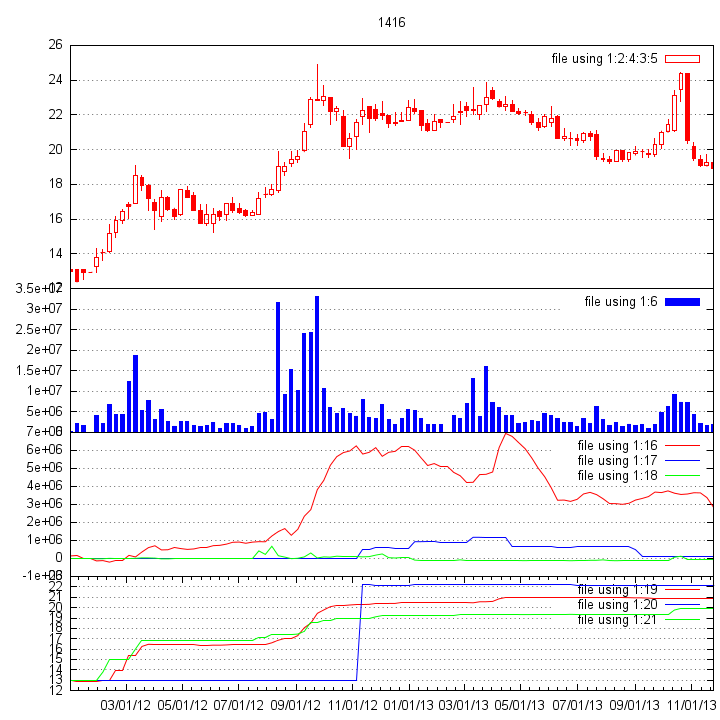 1416
file using 1:2:4:3:5
26
24
22
20
18
16
14
12
file using 1:6
3.5e+07
3e+07
2.5e+07
2e+07
1.5e+07
1e+07
5e+06
0
file using 1:16
file using 1:17
file using 1:18
7e+06
6e+06
5e+06
4e+06
3e+06
2e+06
1e+06
0
-1e+06
file using 1:19
file using 1:20
file using 1:21
22
21
20
19
18
17
16
15
14
13
12
03/01/12 05/01/12 07/01/12 09/01/12 11/01/12 01/01/13 03/01/13 05/01/13 07/01/13 09/01/13 11/01/13